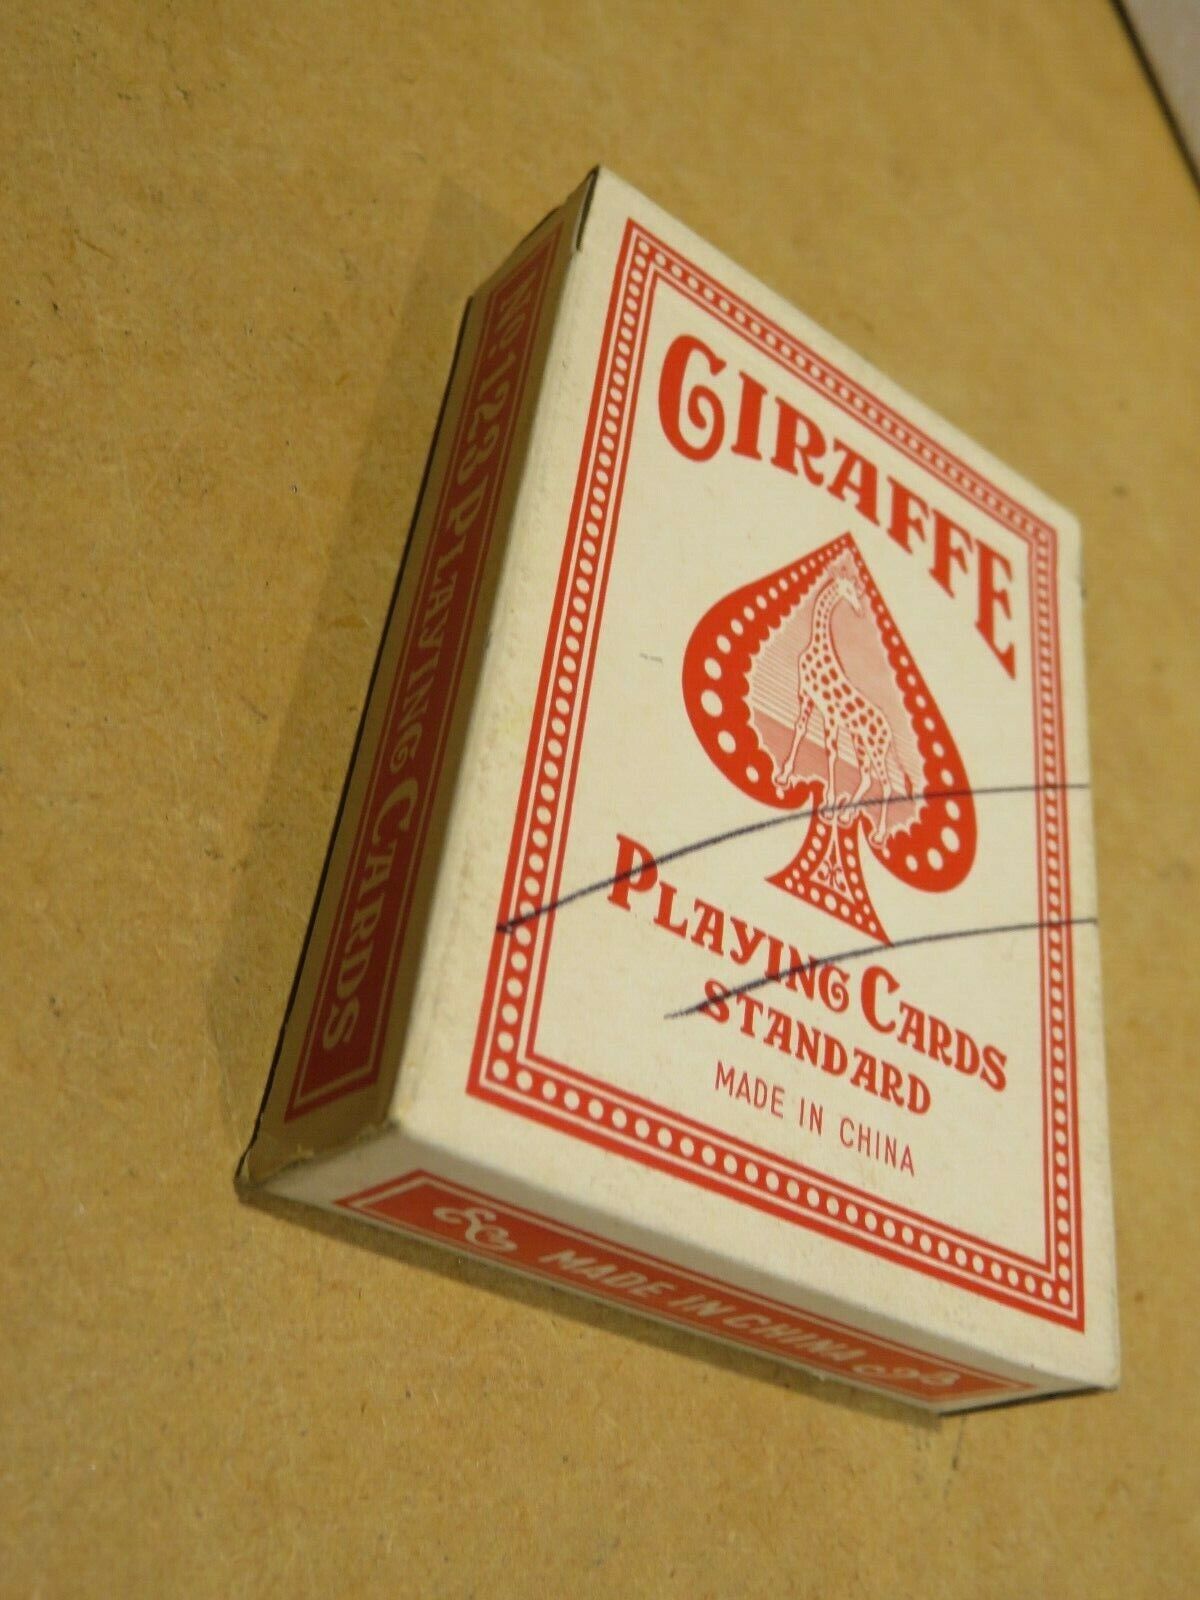 GIRAFFE
PLAYING CARDS
STANDARD
MADE IN CHINA
No. 123 PLAYING CARDS
MADE IN CHINA